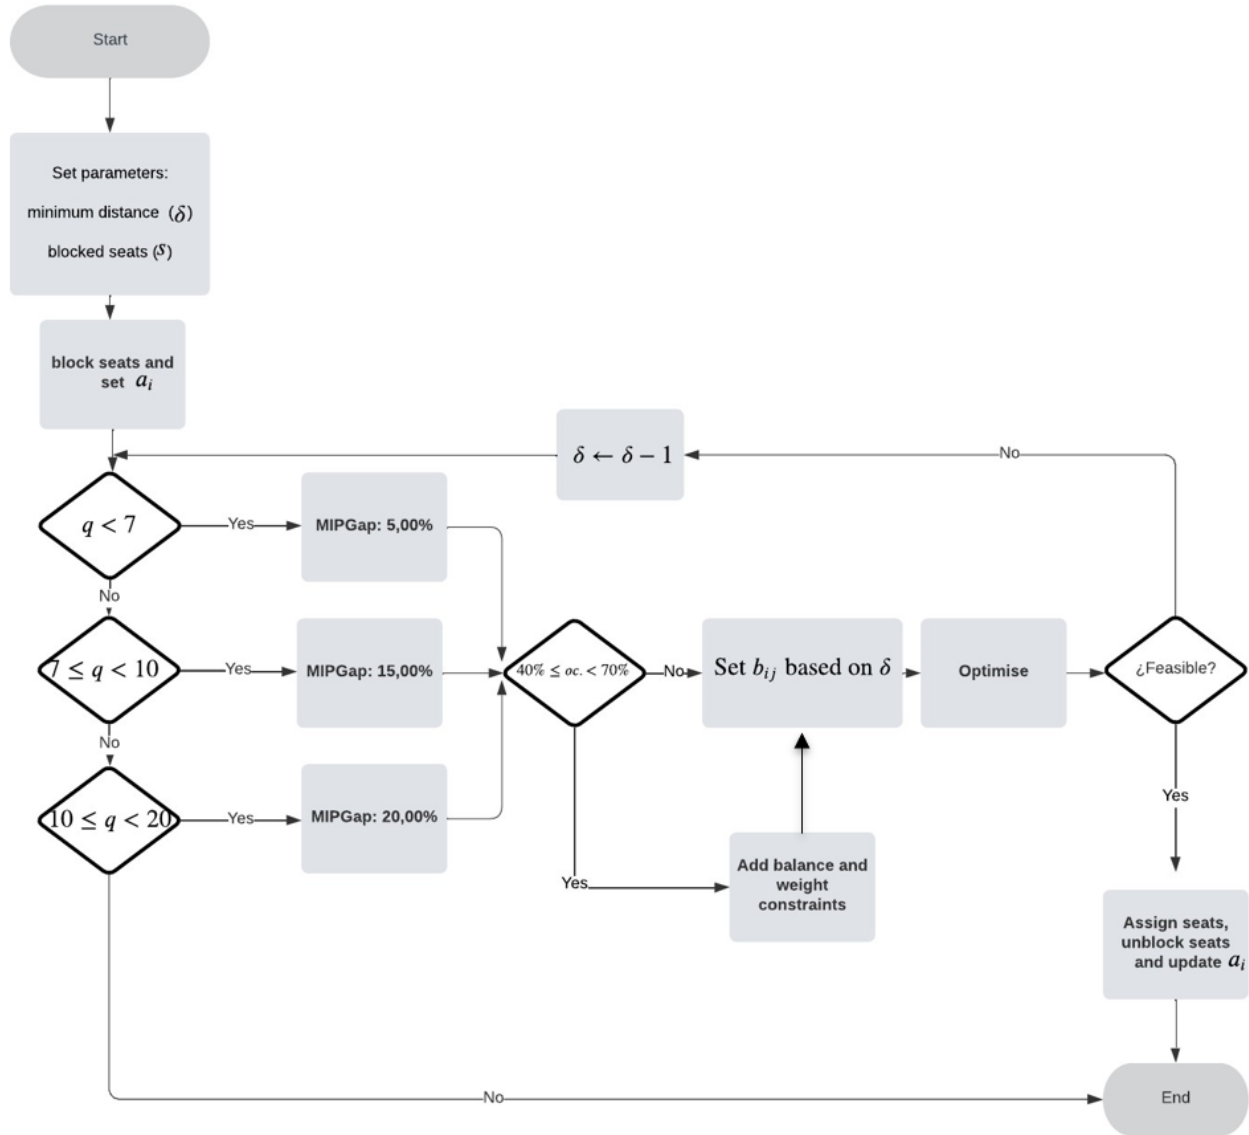 Start
Set parameters:
minimum distance (δ)
blocked seats (s)
block seats and
set a_i
δ ← δ − 1
No
q < 7
Yes
MIPGap: 5,00%
No
7 ≤ q < 10
Yes
MIPGap: 15,00%
40% ≤ oc. < 70%
No
Set b_ij based on δ
Optimise
¿Feasible?
No
10 ≤ q < 20
Yes
MIPGap: 20,00%
Yes
Add balance and
weight
constraints
Yes
Assign seats,
unblock seats
and update a_i
No
End